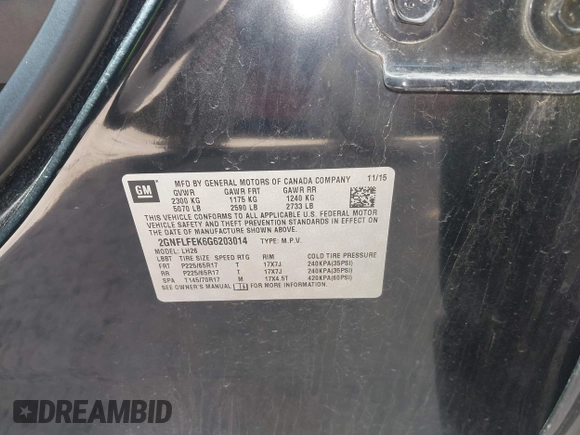 GM
MFD BY GENERAL MOTORS OF CANADA COMPANY 11/15
GVWR GAWR FRT GAWR RR
2300 KG 1175 KG 1240 KG
5070 LB 2590 LB 2733 LB
THIS VEHICLE CONFORMS TO ALL APPLICABLE U.S. FEDERAL MOTOR
VEHICLE SAFETY AND THEFT PREVENTION STANDARDS IN EFFECT ON
THE DATE OF MANUFACTURE SHOWN ABOVE.
2GNFLFEK6G6203014 TYPE: M.P.V.
MODEL: LH26
LBBT TIRE SIZE SPEED RTG RIM COLD TIRE PRESSURE
FRT P225/65R17 T 17X7J 240KPA(35PSI)
RR P225/65R17 T 17X7J 240KPA(35PSI)
SPA T145/70R17 M 17X4.5T 420KPA(60PSI)
SEE OWNER'S MANUAL FOR MORE INFORMATION.
DREAMBID